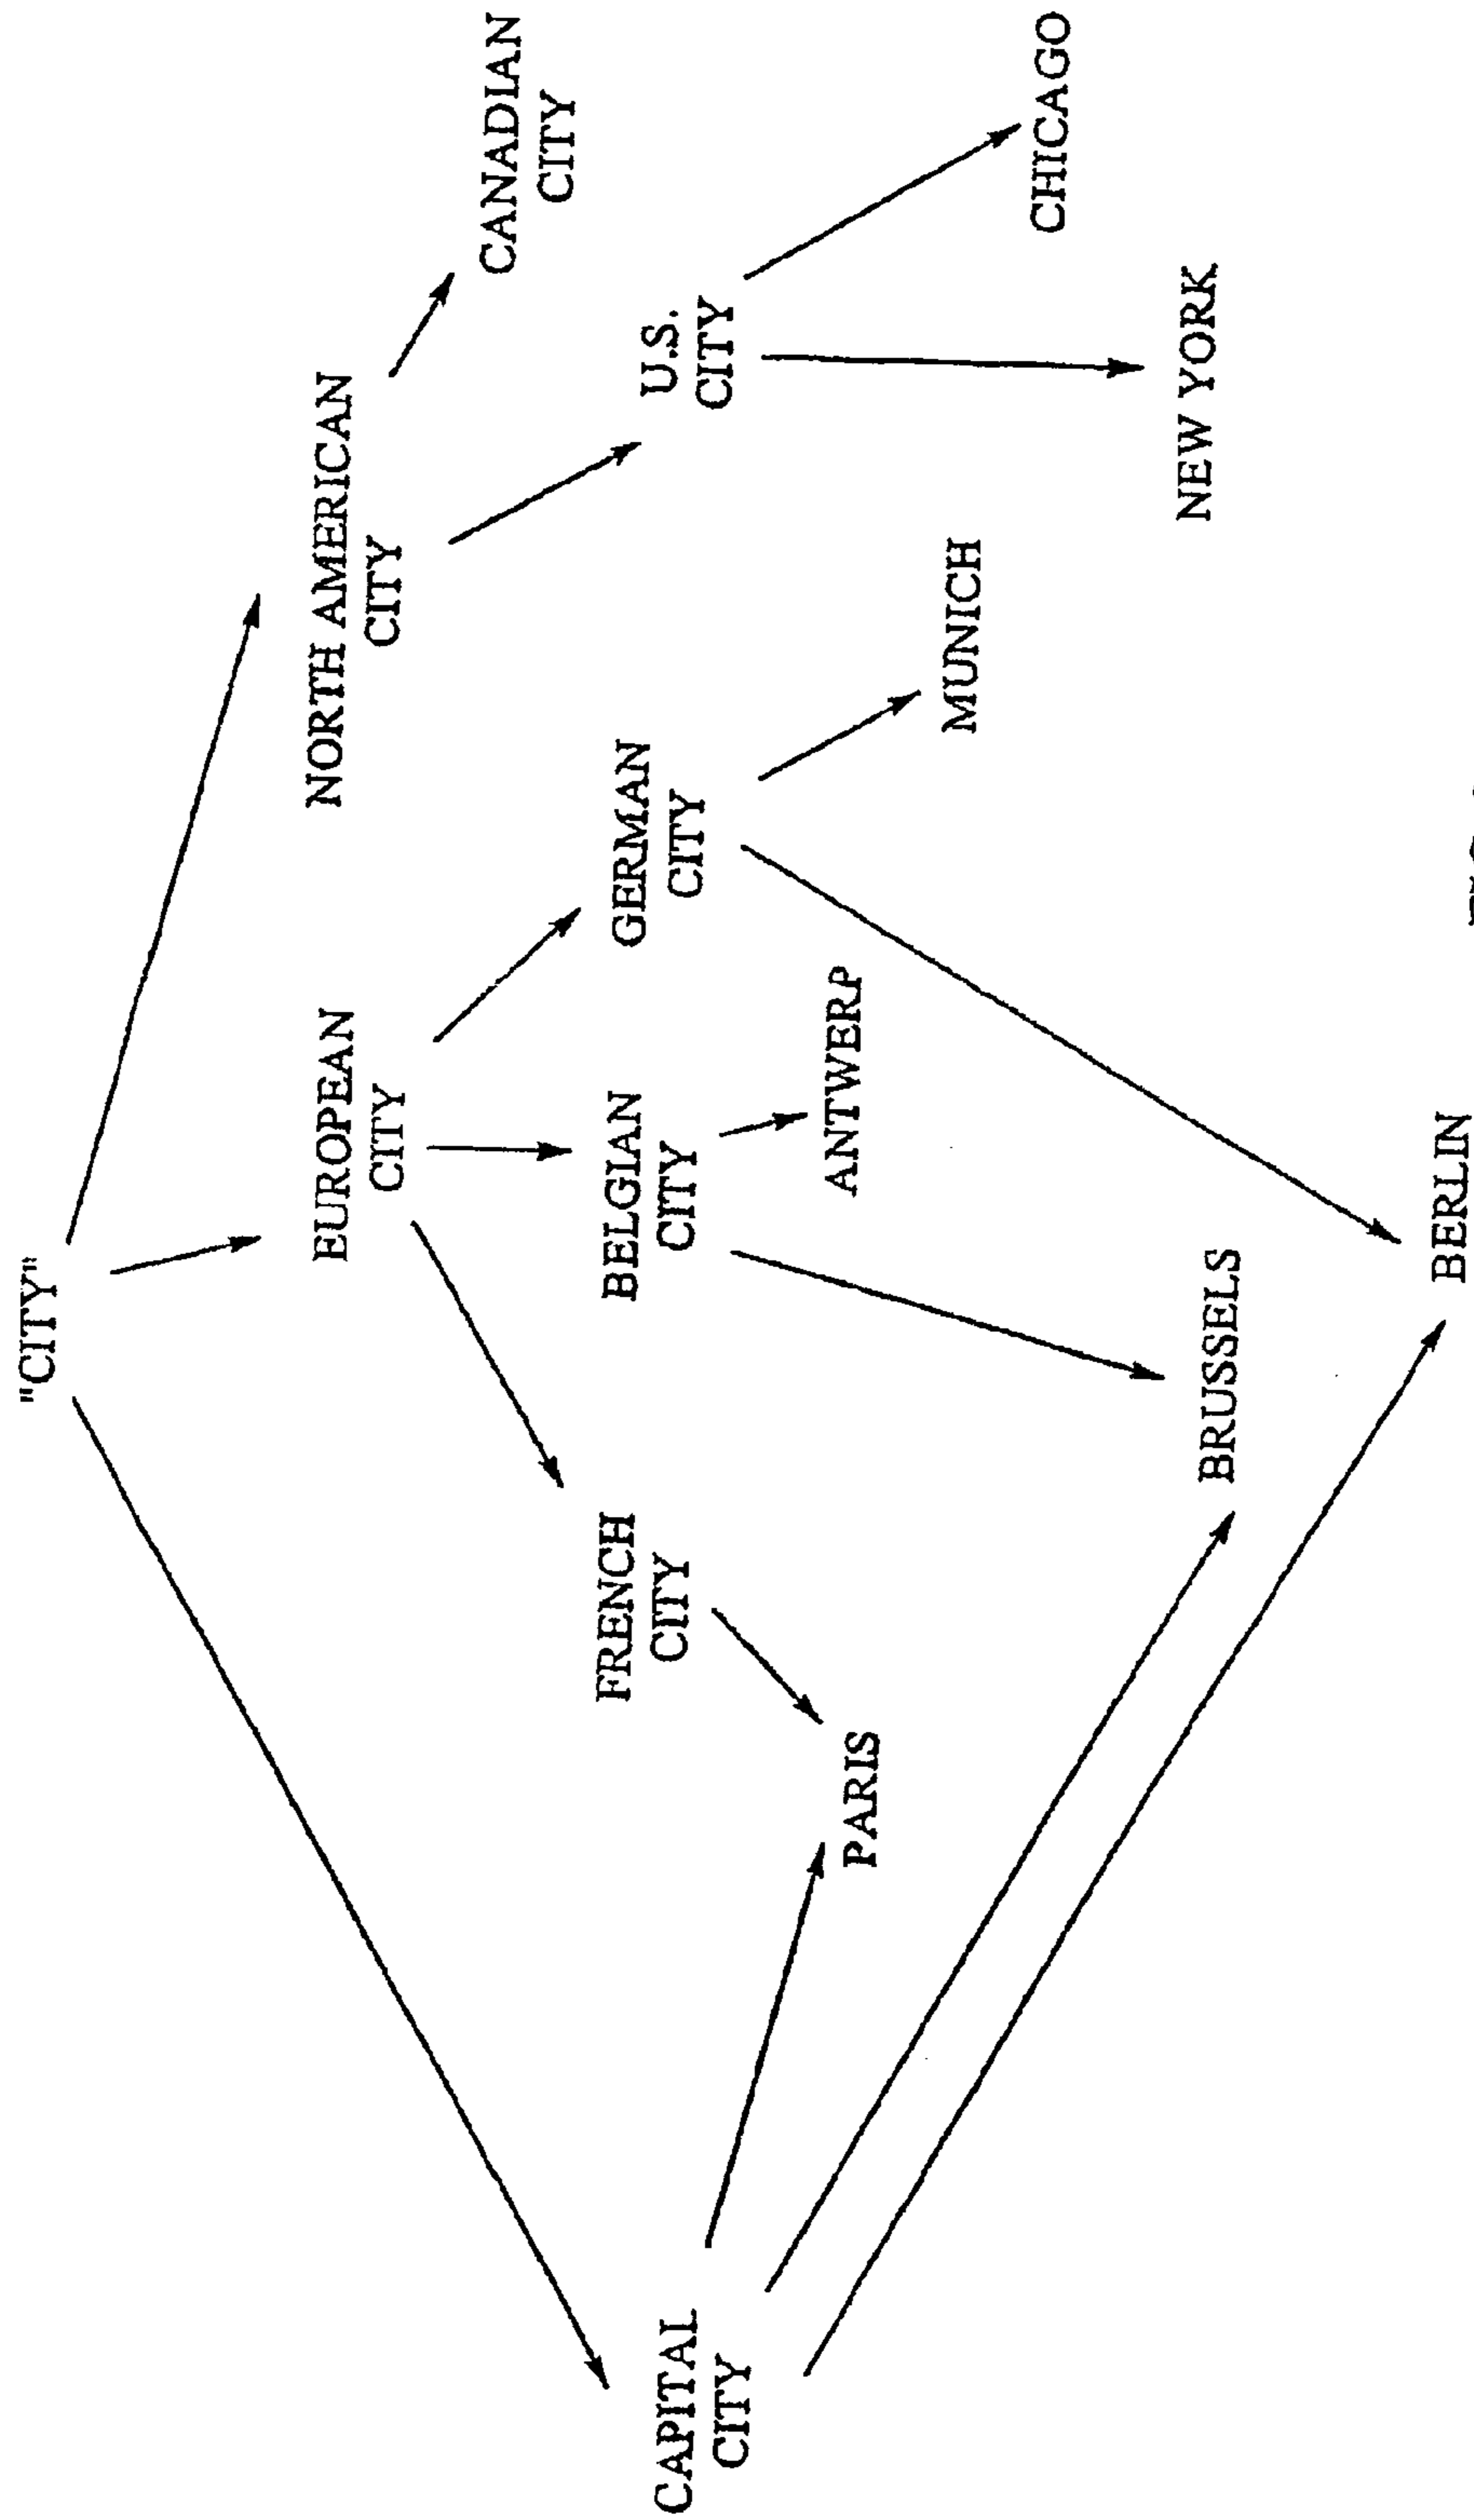 "CITY"
EUROPEAN
CITY
NORTH AMERICAN
CITY
CANADIAN
CITY
CAPITAL
CITY
FRENCH
CITY
BELGIAN
CITY
GERMAN
CITY
U.S.
CITY
PARIS
ANTWERP
MUNICH
CHICAGO
BRUSSELS
NEW YORK
BERLIN